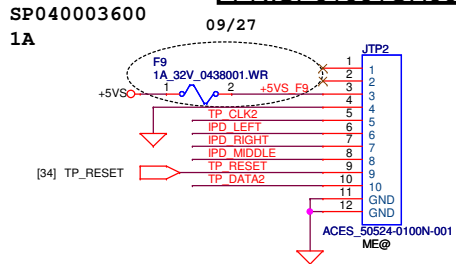 SP040003600
1A
09/27
F9
1A_32V_0438001.WR
JTP2
+5VS 1 2 +5VS_F9
TP_CLK2
IPD_LEFT
IPD_RIGHT
IPD_MIDDLE
[34] TP_RESET TP_RESET
TP_DATA2
1 1
2 2
3 3
4 4
5 5
6 6
7 7
8 8
9 9
10 10
11 GND
12 GND
ACES_50524-0100N-001
ME@